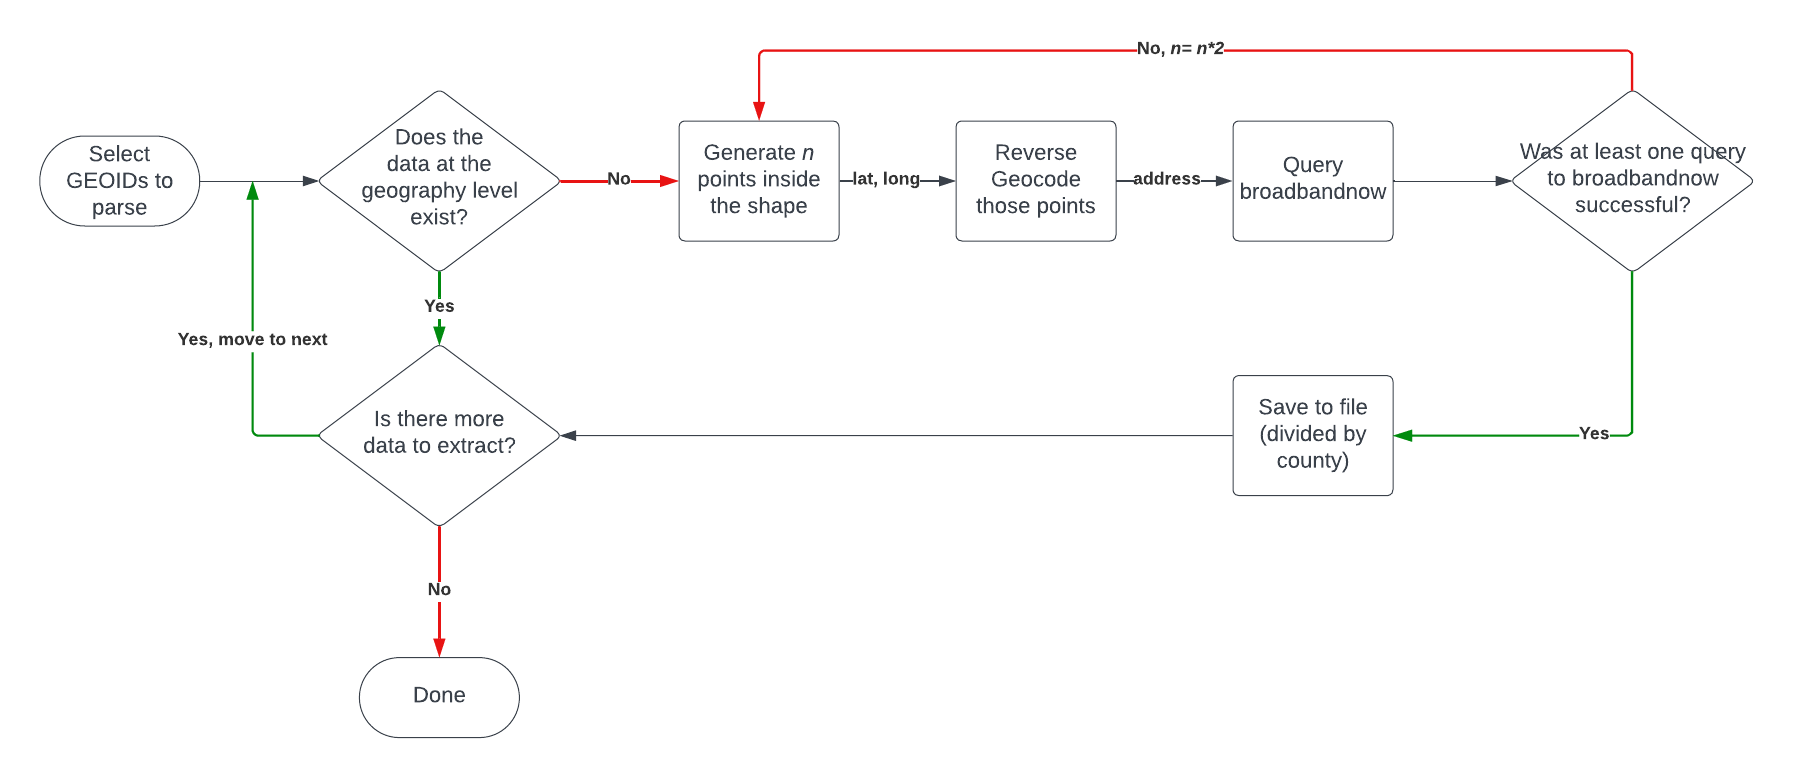 No, n= n*2
Select
GEOIDs to
parse
Does the
data at the
geography level
exist?
No
Generate n
points inside
the shape
lat, long
Reverse
Geocode
those points
address
Query
broadbandnow
Was at least one query
to broadbandnow
successful?
Yes
Yes, move to next
Is there more
data to extract?
Save to file
(divided by
county)
Yes
No
Done